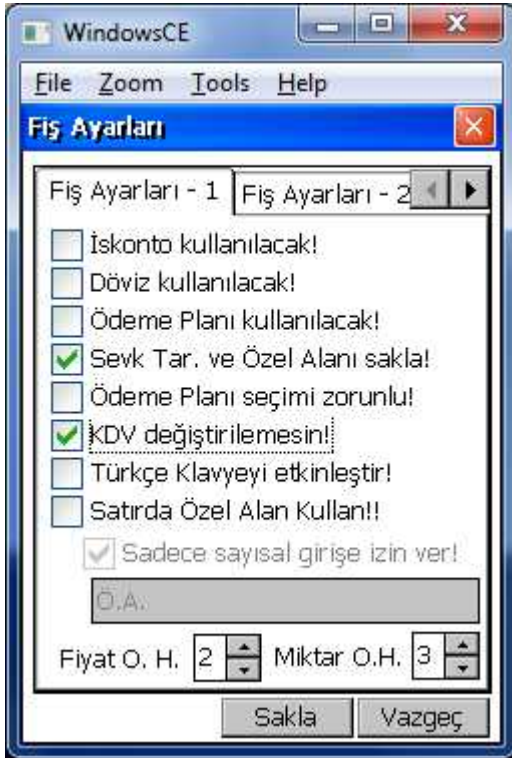 WindowsCE
File Zoom Tools Help
Fiş Ayarları
Fiş Ayarları - 1 Fiş Ayarları - 2
İskonto kullanılacak!
Döviz kullanılacak!
Ödeme Planı kullanılacak!
Sevk Tar. ve Özel Alanı sakla!
Ödeme Planı seçimi zorunlu!
KDV değiştirilemesin!
Türkçe Klavyeyi etkinleştir!
Satırda Özel Alan Kullan!!
Sadece sayısal girişe izin ver!
Ö.A.
Fiyat O. H. 2 Miktar O.H. 3
Sakla Vazgeç